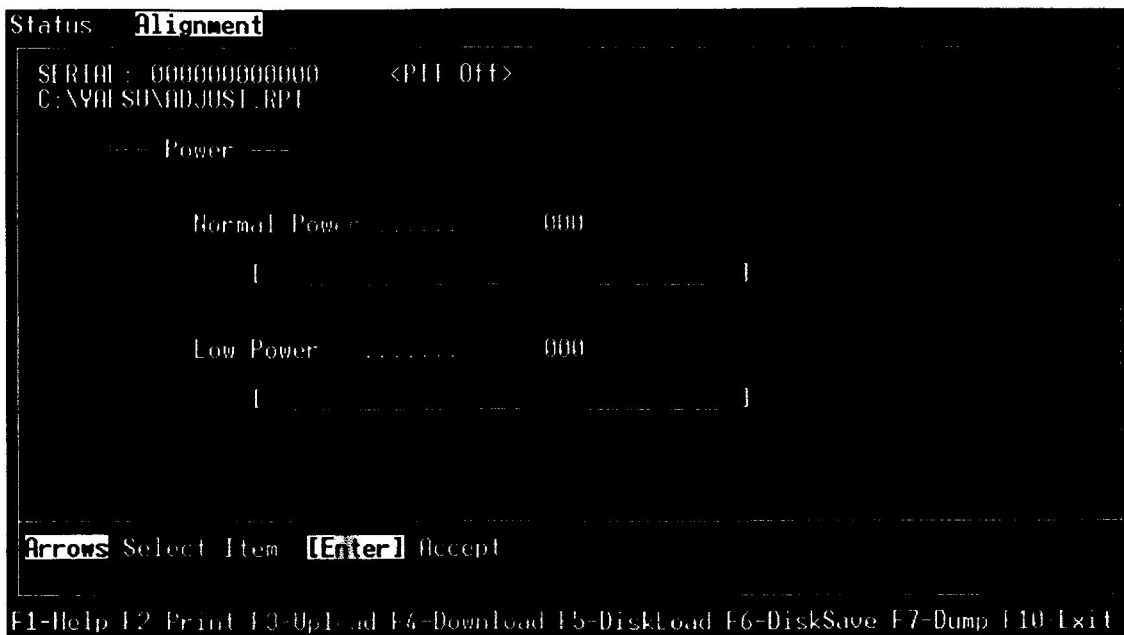 Status Alignment
SERIAL: 000000000000 <PTT Off>
C:\YAESU\ADJUST.RPT
--- Power ---
Normal Power ...... 000
[ ]
Low Power ....... 000
[ ]
Arrows Select Item [Enter] Accept
F1-Help F2-Print F3-Upload F4-Download F5-DiskLoad F6-DiskSave F7-Dump F10-Exit